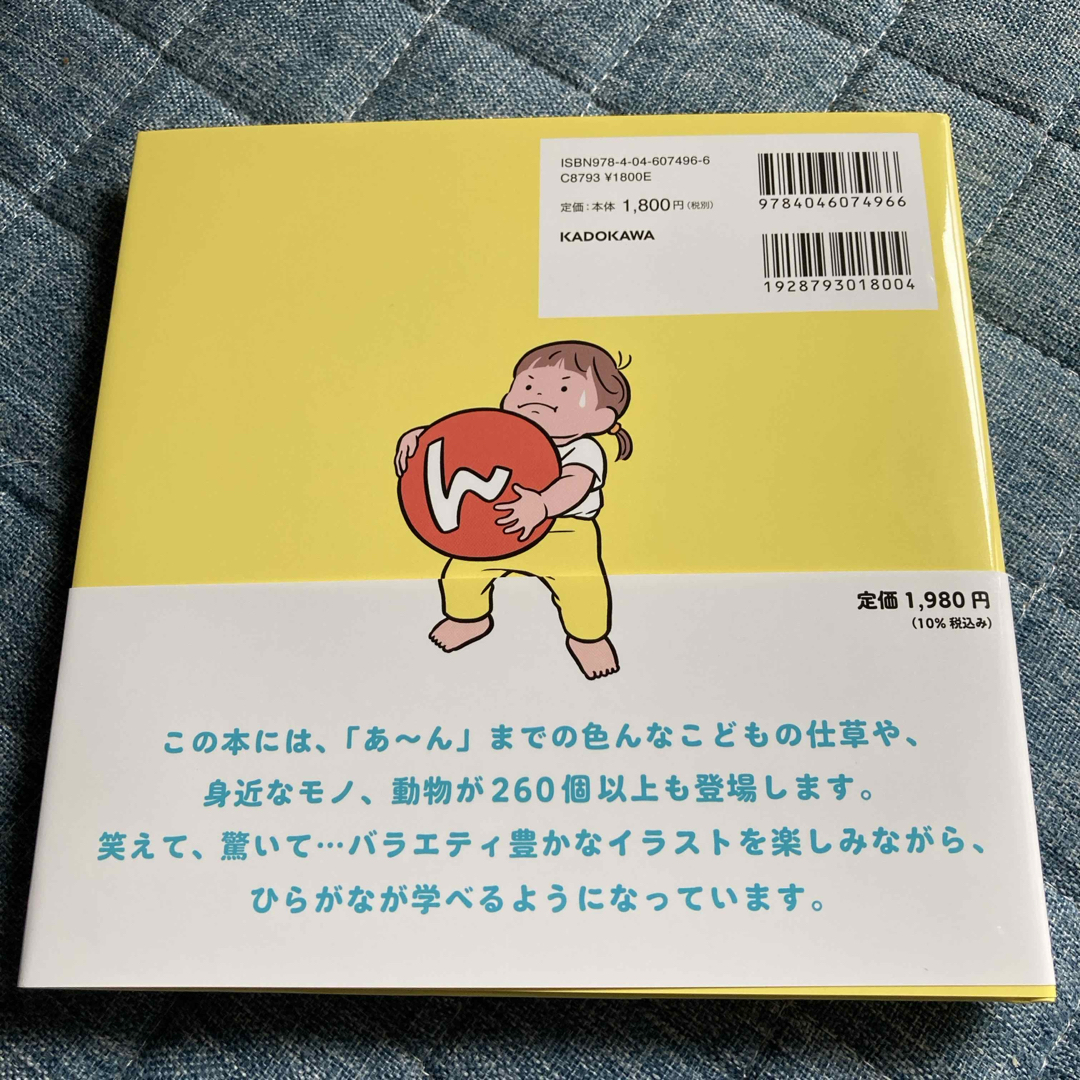 ISBN978-4-04-607496-6
C8793 ¥1800E
定価：本体 1,800円（税別）
KADOKAWA
9784046074966
1928793018004
ん
定価 1,980 円
（10% 税込み）
この本には、「あ〜ん」までの色んなこどもの仕草や、
身近なモノ、動物が260個以上も登場します。
笑えて、驚いて…バラエティ豊かなイラストを楽しみながら、
ひらがなが学べるようになっています。